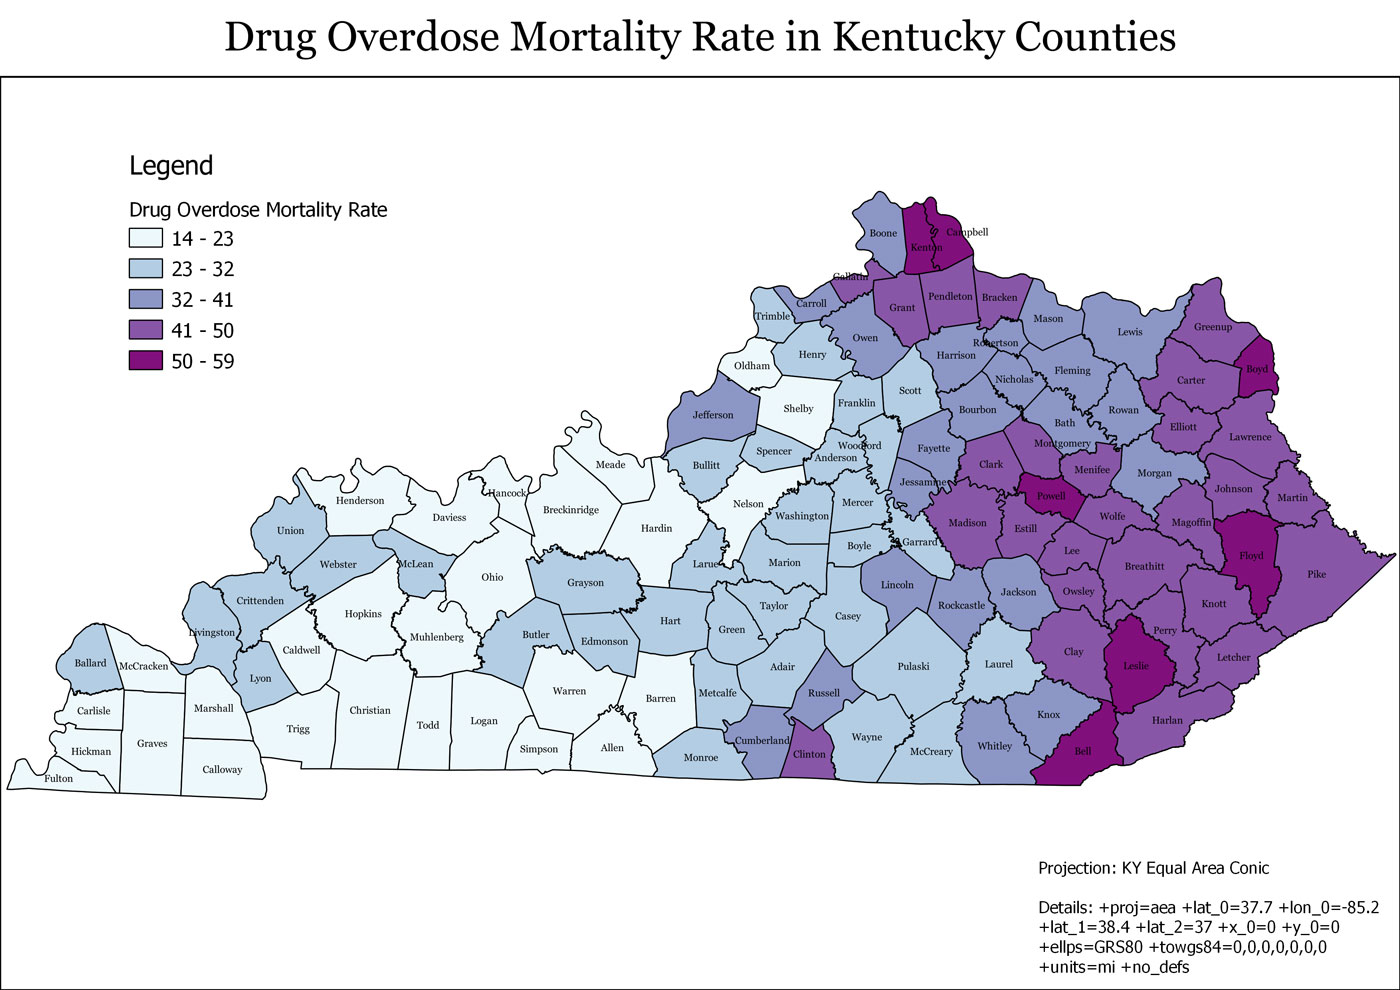 Drug Overdose Mortality Rate in Kentucky Counties
Legend
Drug Overdose Mortality Rate
14 - 23
23 - 32
32 - 41
41 - 50
50 - 59
Boone
Kenton
Campbell
Gallatin
Carroll
Trimble
Grant
Pendleton
Bracken
Mason
Lewis
Greenup
Owen
Henry
Oldham
Harrison
Robertson
Fleming
Nicholas
Carter
Boyd
Scott
Shelby
Franklin
Jefferson
Bourbon
Rowan
Bath
Elliott
Lawrence
Woodford
Anderson
Spencer
Bullitt
Fayette
Montgomery
Clark
Menifee
Morgan
Meade
Jessamine
Powell
Johnson
Martin
Henderson
Hancock
Daviess
Breckinridge
Nelson
Mercer
Washington
Hardin
Madison
Estill
Wolfe
Magoffin
Union
Garrard
Boyle
Lee
Floyd
Webster
McLean
Larue
Marion
Breathitt
Pike
Ohio
Grayson
Lincoln
Jackson
Owsley
Rockcastle
Knott
Crittenden
Hopkins
Taylor
Casey
Hart
Green
Perry
Livingston
Muhlenberg
Butler
Edmonson
Caldwell
Clay
Letcher
Ballard
McCracken
Adair
Pulaski
Laurel
Leslie
Lyon
Warren
Barren
Metcalfe
Russell
Carlisle
Marshall
Christian
Knox
Harlan
Trigg
Todd
Logan
Hickman
Graves
Simpson
Allen
Cumberland
Wayne
McCreary
Whitley
Bell
Clinton
Monroe
Calloway
Fulton
Projection: KY Equal Area Conic
Details: +proj=aea +lat_0=37.7 +lon_0=-85.2
+lat_1=38.4 +lat_2=37 +x_0=0 +y_0=0
+ellps=GRS80 +towgs84=0,0,0,0,0,0,0
+units=mi +no_defs